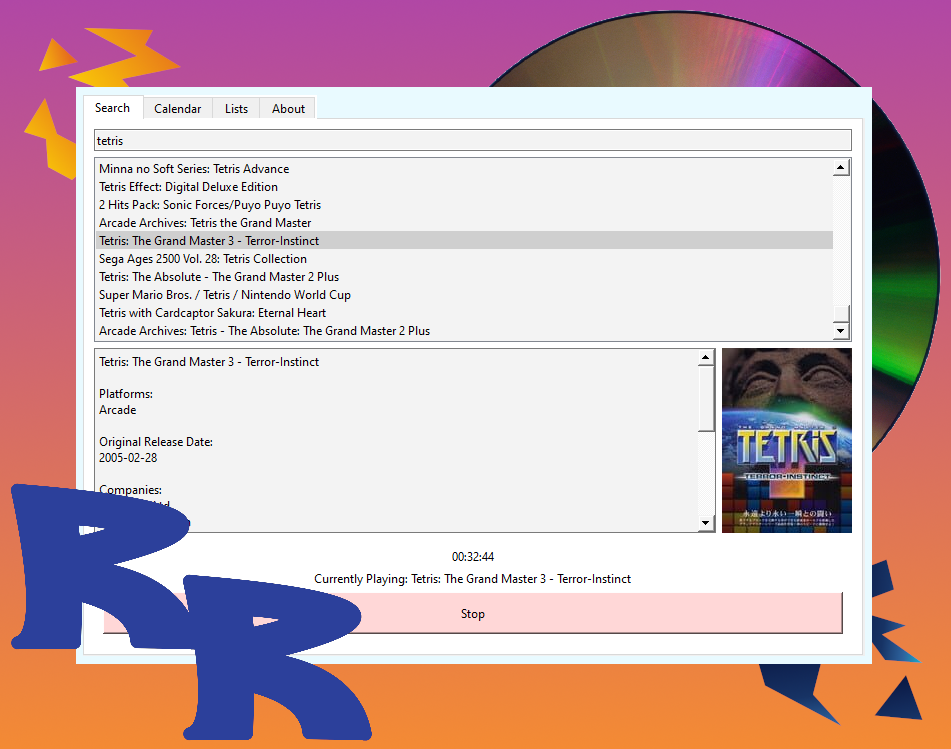 Search Calendar Lists About
tetris
Minna no Soft Series: Tetris Advance
Tetris Effect: Digital Deluxe Edition
2 Hits Pack: Sonic Forces/Puyo Puyo Tetris
Arcade Archives: Tetris the Grand Master
Tetris: The Grand Master 3 - Terror-Instinct
Sega Ages 2500 Vol. 28: Tetris Collection
Tetris: The Absolute - The Grand Master 2 Plus
Super Mario Bros. / Tetris / Nintendo World Cup
Tetris with Cardcaptor Sakura: Eternal Heart
Arcade Archives: Tetris - The Absolute: The Grand Master 2 Plus
Tetris: The Grand Master 3 - Terror-Instinct
Platforms:
Arcade
Original Release Date:
2005-02-28
Companies:
TETRIS
TERROR-INSTINCT
永遠より永い一瞬との闘い
00:32:44
Currently Playing: Tetris: The Grand Master 3 - Terror-Instinct
Stop
R
R